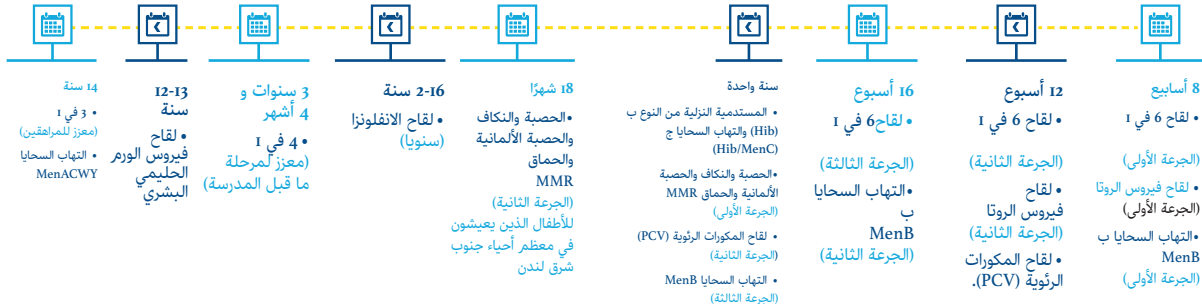 8 أسابيع
• لقاح 6 في 1
(الجرعة الأولى)
• لقاح فيروس الروتا
(الجرعة الأولى)
•التهاب السحايا ب
MenB
(الجرعة الأولى)
12 أسبوع
• لقاح 6 في 1
(الجرعة الثانية)
• لقاح
فيروس الروتا
(الجرعة الثانية)
• لقاح المكورات
الرئوية (PCV).
16 أسبوع
• لقاح6 في 1
(الجرعة الثالثة)
•التهاب السحايا
ب
MenB
(الجرعة الثانية)
سنة واحدة
• المستدمية النزلية من النوع ب
(Hib) والتهاب السحايا ج
(Hib/MenC)
•الحصبة والنكاف والحصبة
الألمانية والحماق MMR
(الجرعة الأولى)
• لقاح المكورات الرئوية (PCV)
(الجرعة الثانية)
• التهاب السحايا MenB
(الجرعة الثالثة)
18 شهرًا
•الحصبة والنكاف
والحصبة الألمانية
والحماق
MMR
(الجرعة الثانية)
للأطفال الذين يعيشون
في معظم أحياء جنوب
شرق لندن
2-16 سنة
• لقاح الانفلونزا
(سنويا)
3 سنوات و
4 أشهر
• 4 في 1
(معزز لمرحلة
ما قبل المدرسة)
12-13
سنة
• لقاح
فيروس الورم
الحليمي
البشري
14 سنة
• 3 في 1
(معزز للمراهقين)
• التهاب السحايا
MenACWY